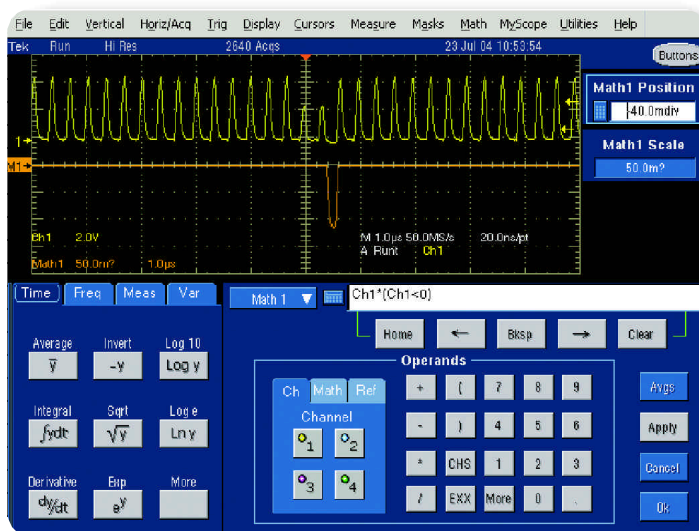 File Edit Vertical Horiz/Acq Trig Display Cursors Measure Masks Math MyScope Utilities Help
Tek Run Hi Res 2640 Acqs 23 Jul 04 10:53:54
Buttons
Math1 Position
-40.0mdiv
Math1 Scale
50.0m?
1
M1
Ch1 2.0V
M 1.0µs 50.0MS/s 20.0ns/pt
A Runt Ch1
Math1 50.0m? 1.0µs
Time Freq Meas Var
Math 1
Ch1*(Ch1<0)
Home ← Bksp → Clear
Average Invert Log 10
y̅ -y Log y
Integral Sqrt Log e
∫ydt √y Ln y
Derivative Exp More
dy/dt e^y
Operands
Ch Math Ref
Channel
1 2
3 4
+ ( 7 8 9
- ) 4 5 6
* CHS 1 2 3
/ EXX More 0 .
Avgs
Apply
Cancel
Ok